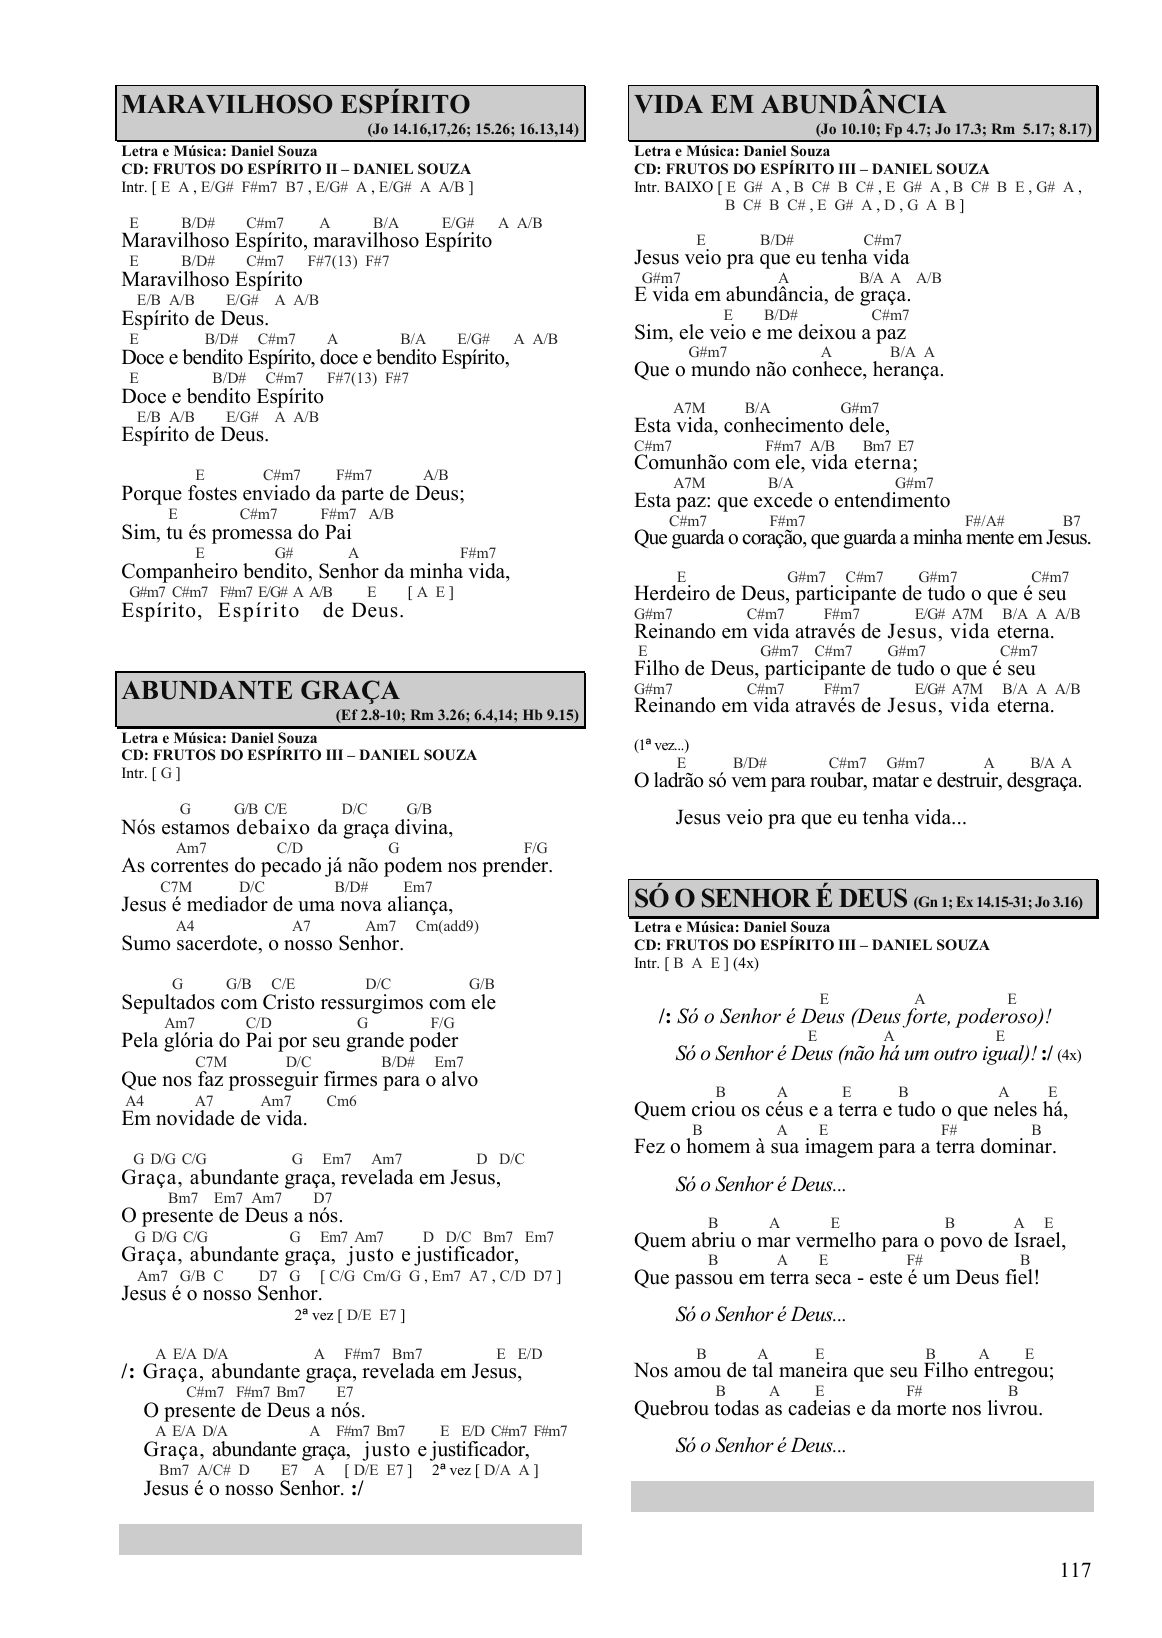 MARAVILHOSO ESPÍRITO
(Jo 14.16,17,26; 15.26; 16.13,14)
Letra e Música: Daniel Souza
CD: FRUTOS DO ESPÍRITO II – DANIEL SOUZA
Intr. [ E A , E/G# F#m7 B7 , E/G# A , E/G# A A/B ]
E B/D# C#m7 A B/A E/G# A A/B
Maravilhoso Espírito, maravilhoso Espírito
E B/D# C#m7 F#7(13) F#7
Maravilhoso Espírito
E/B A/B E/G# A A/B
Espírito de Deus.
E B/D# C#m7 A B/A E/G# A A/B
Doce e bendito Espírito, doce e bendito Espírito,
E B/D# C#m7 F#7(13) F#7
Doce e bendito Espírito
E/B A/B E/G# A A/B
Espírito de Deus.
E C#m7 F#m7 A/B
Porque fostes enviado da parte de Deus;
E C#m7 F#m7 A/B
Sim, tu és promessa do Pai
E G# A F#m7
Companheiro bendito, Senhor da minha vida,
G#m7 C#m7 F#m7 E/G# A A/B E [ A E ]
Espírito, Espírito de Deus.
ABUNDANTE GRAÇA
(Ef 2.8-10; Rm 3.26; 6.4,14; Hb 9.15)
Letra e Música: Daniel Souza
CD: FRUTOS DO ESPÍRITO III – DANIEL SOUZA
Intr. [ G ]
G G/B C/E D/C G/B
Nós estamos debaixo da graça divina,
Am7 C/D G F/G
As correntes do pecado já não podem nos prender.
C7M D/C B/D# Em7
Jesus é mediador de uma nova aliança,
A4 A7 Am7 Cm(add9)
Sumo sacerdote, o nosso Senhor.
G G/B C/E D/C G/B
Sepultados com Cristo ressurgimos com ele
Am7 C/D G F/G
Pela glória do Pai por seu grande poder
C7M D/C B/D# Em7
Que nos faz prosseguir firmes para o alvo
A4 A7 Am7 Cm6
Em novidade de vida.
G D/G C/G G Em7 Am7 D D/C
Graça, abundante graça, revelada em Jesus,
Bm7 Em7 Am7 D7
O presente de Deus a nós.
G D/G C/G G Em7 Am7 D D/C Bm7 Em7
Graça, abundante graça, justo e justificador,
Am7 G/B C D7 G [ C/G Cm/G G , Em7 A7 , C/D D7 ]
Jesus é o nosso Senhor.
2ª vez [ D/E E7 ]
A E/A D/A A F#m7 Bm7 E E/D
/: Graça, abundante graça, revelada em Jesus,
C#m7 F#m7 Bm7 E7
O presente de Deus a nós.
A E/A D/A A F#m7 Bm7 E E/D C#m7 F#m7
Graça, abundante graça, justo e justificador,
Bm7 A/C# D E7 A [ D/E E7 ] 2ª vez [ D/A A ]
Jesus é o nosso Senhor. :/
VIDA EM ABUNDÂNCIA
(Jo 10.10; Fp 4.7; Jo 17.3; Rm 5.17; 8.17)
Letra e Música: Daniel Souza
CD: FRUTOS DO ESPÍRITO III – DANIEL SOUZA
Intr. BAIXO [ E G# A , B C# B C# , E G# A , B C# B E , G# A ,
B C# B C# , E G# A , D , G A B ]
E B/D# C#m7
Jesus veio pra que eu tenha vida
G#m7 A B/A A A/B
E vida em abundância, de graça.
E B/D# C#m7
Sim, ele veio e me deixou a paz
G#m7 A B/A A
Que o mundo não conhece, herança.
A7M B/A G#m7
Esta vida, conhecimento dele,
C#m7 F#m7 A/B Bm7 E7
Comunhão com ele, vida eterna;
A7M B/A G#m7
Esta paz: que excede o entendimento
C#m7 F#m7 F#/A# B7
Que guarda o coração, que guarda a minha mente em Jesus.
E G#m7 C#m7 G#m7 C#m7
Herdeiro de Deus, participante de tudo o que é seu
G#m7 C#m7 F#m7 E/G# A7M B/A A A/B
Reinando em vida através de Jesus, vida eterna.
E G#m7 C#m7 G#m7 C#m7
Filho de Deus, participante de tudo o que é seu
G#m7 C#m7 F#m7 E/G# A7M B/A A A/B
Reinando em vida através de Jesus, vida eterna.
(1ª vez...)
E B/D# C#m7 G#m7 A B/A A
O ladrão só vem para roubar, matar e destruir, desgraça.
Jesus veio pra que eu tenha vida...
SÓ O SENHOR É DEUS (Gn 1; Ex 14.15-31; Jo 3.16)
Letra e Música: Daniel Souza
CD: FRUTOS DO ESPÍRITO III – DANIEL SOUZA
Intr. [ B A E ] (4x)
E A E
/: Só o Senhor é Deus (Deus forte, poderoso)!
E A E
Só o Senhor é Deus (não há um outro igual)! :/ (4x)
B A E B A E
Quem criou os céus e a terra e tudo o que neles há,
B A E F# B
Fez o homem à sua imagem para a terra dominar.
Só o Senhor é Deus...
B A E B A E
Quem abriu o mar vermelho para o povo de Israel,
B A E F# B
Que passou em terra seca - este é um Deus fiel!
Só o Senhor é Deus...
B A E B A E
Nos amou de tal maneira que seu Filho entregou;
B A E F# B
Quebrou todas as cadeias e da morte nos livrou.
Só o Senhor é Deus...
117